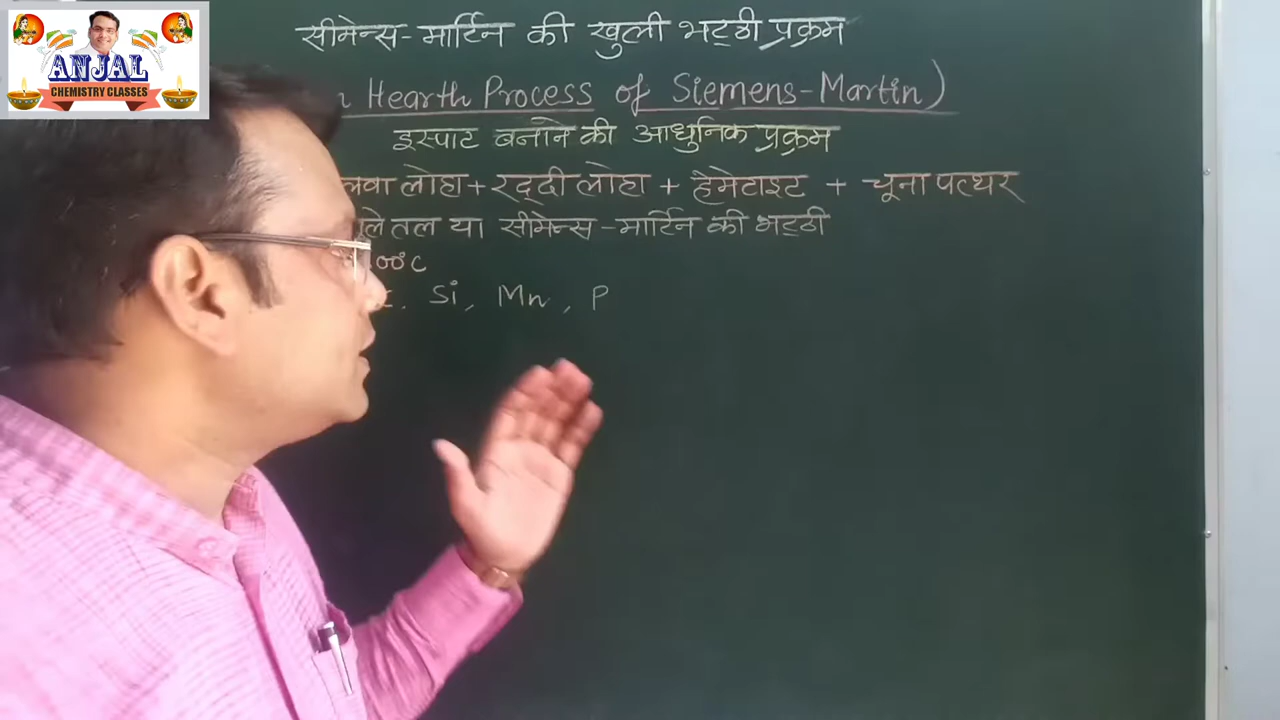 ANJAL
CHEMISTRY CLASSES
सीमेन्स-मार्टिन की खुली भट्ठी प्रक्रम
Hearth Process of Siemens-Martin)
इस्पात बनाने की आधुनिक प्रक्रम
लवा लोहा + रद्दी लोहा + हैमेटाइट + चूना पत्थर
ले तल या सीमेन्स-मार्टिन की भट्ठी
00°C
Si, Mn, P